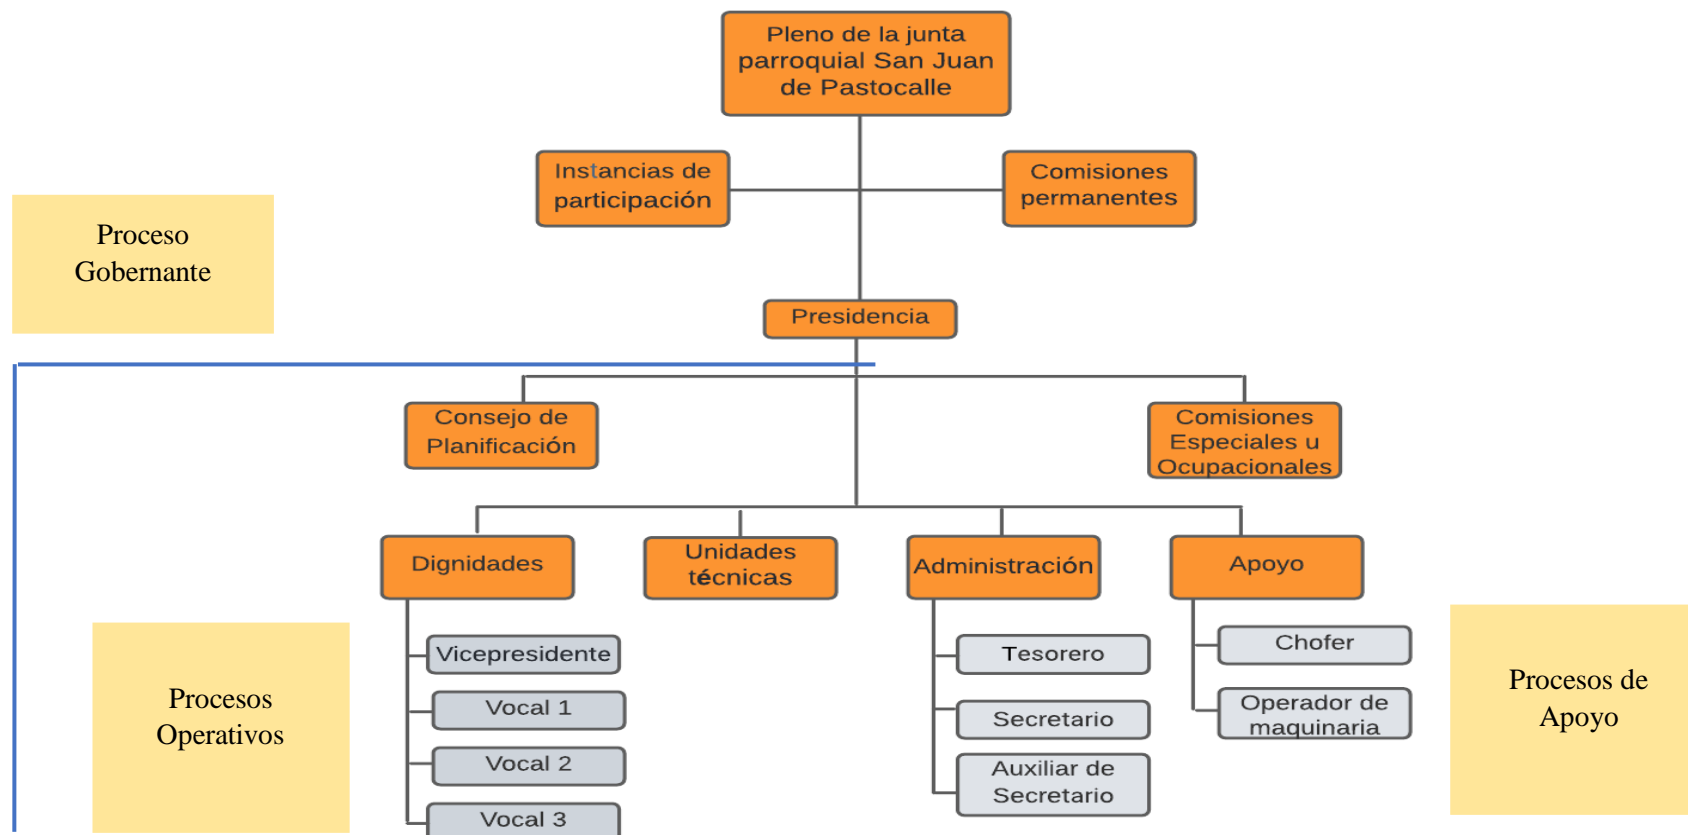 Pleno de la junta
parroquial San Juan
de Pastocalle
Instancias de
participación
Comisiones
permanentes
Proceso
Gobernante
Presidencia
Consejo de
Planificación
Comisiones
Especiales u
Ocupacionales
Dignidades
Unidades
técnicas
Administración
Apoyo
Vicepresidente
Vocal 1
Vocal 2
Vocal 3
Tesorero
Secretario
Auxiliar de
Secretario
Chofer
Operador de
maquinaria
Procesos
Operativos
Procesos de
Apoyo